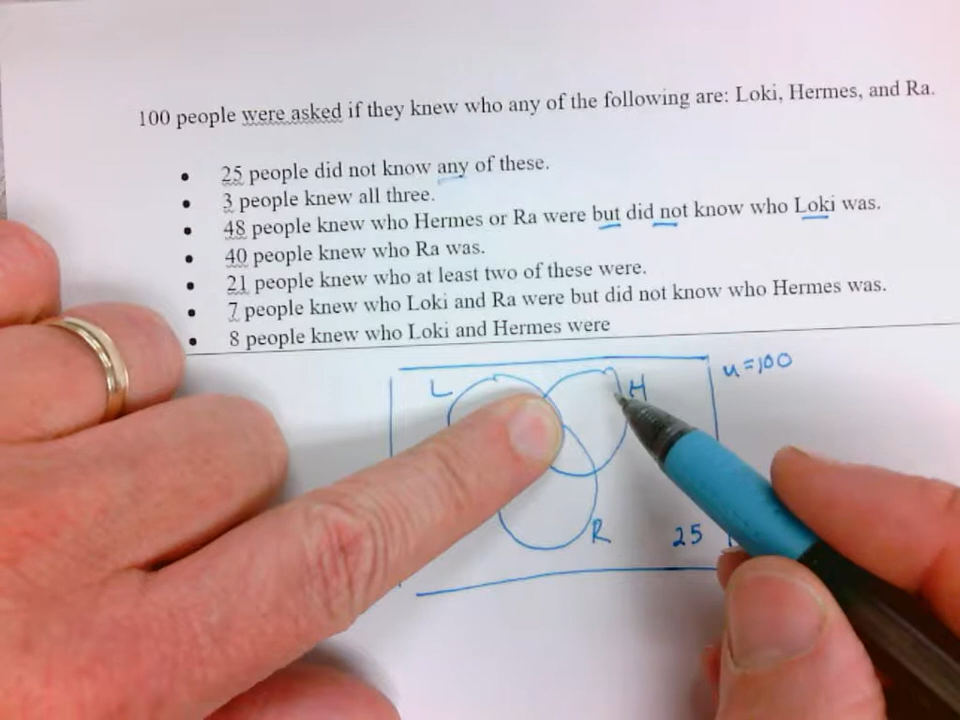 100 people were asked if they knew who any of the following are: Loki, Hermes, and Ra.
• 25 people did not know any of these.
• 3 people knew all three.
• 48 people knew who Hermes or Ra were but did not know who Loki was.
• 40 people knew who Ra was.
• 21 people knew who at least two of these were.
• 7 people knew who Loki and Ra were but did not know who Hermes was.
• 8 people knew who Loki and Hermes were
L H u=100
R 25